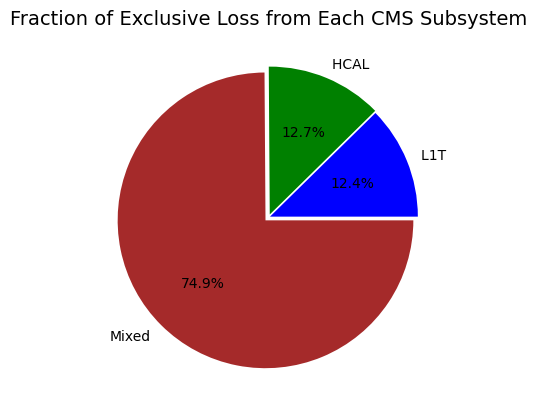 Fraction of Exclusive Loss from Each CMS Subsystem
HCAL
12.7%
L1T
12.4%
74.9%
Mixed